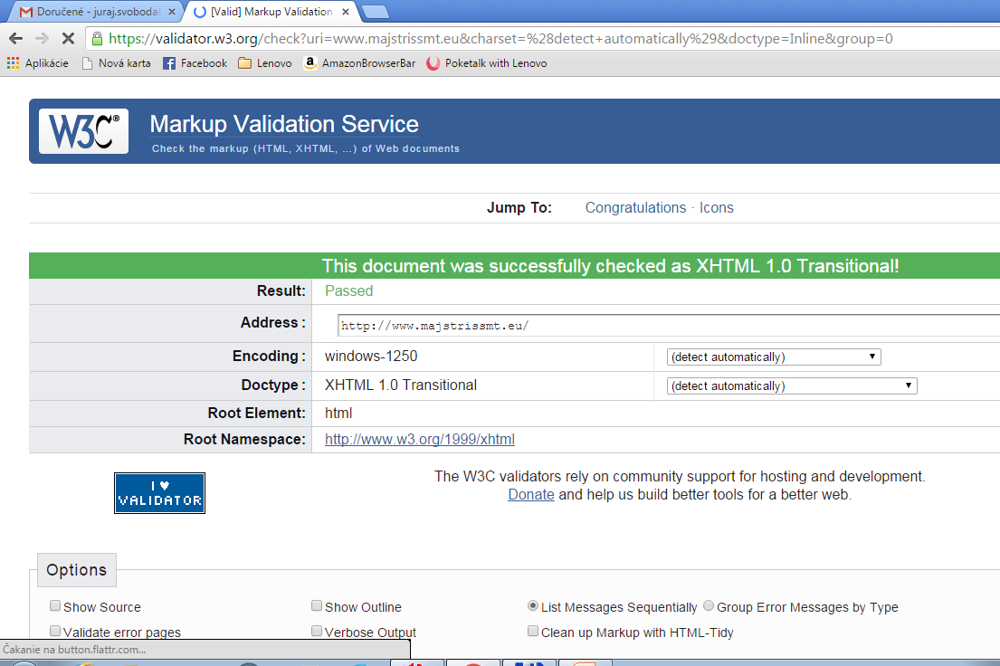 Doručené - juraj.svoboda
[Valid] Markup Validation
https://validator.w3.org/check?uri=www.majstrissmt.eu&charset=%28detect+automatically%29&doctype=Inline&group=0
Aplikácie Nová karta Facebook Lenovo AmazonBrowserBar Poketalk with Lenovo
W3C®
Markup Validation Service
Check the markup (HTML, XHTML, …) of Web documents
Jump To: Congratulations · Icons
This document was successfully checked as XHTML 1.0 Transitional!
Result: Passed
Address : http://www.majstrissmt.eu/
Encoding : windows-1250 (detect automatically)
Doctype : XHTML 1.0 Transitional (detect automatically)
Root Element: html
Root Namespace: http://www.w3.org/1999/xhtml
I ♥
VALIDATOR
The W3C validators rely on community support for hosting and development.
Donate and help us build better tools for a better web.
Options
Show Source Show Outline List Messages Sequentially Group Error Messages by Type
Validate error pages Verbose Output Clean up Markup with HTML-Tidy
Čakanie na button.flattr.com...